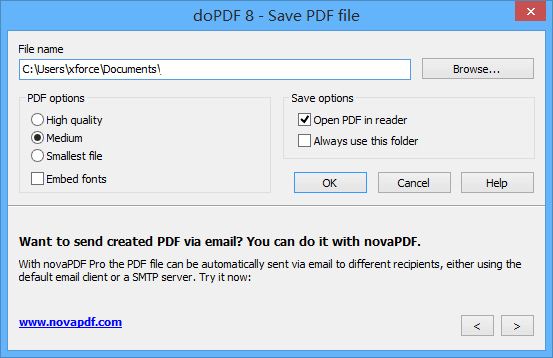 doPDF 8 - Save PDF file
File name
C:\Users\xforce\Documents\
Browse...
PDF options
High quality
Medium
Smallest file
Embed fonts
Save options
Open PDF in reader
Always use this folder
OK
Cancel
Help
Want to send created PDF via email? You can do it with novaPDF.
With novaPDF Pro the PDF file can be automatically sent via email to different recipients, either using the
default email client or a SMTP server. Try it now:
www.novapdf.com
<
>